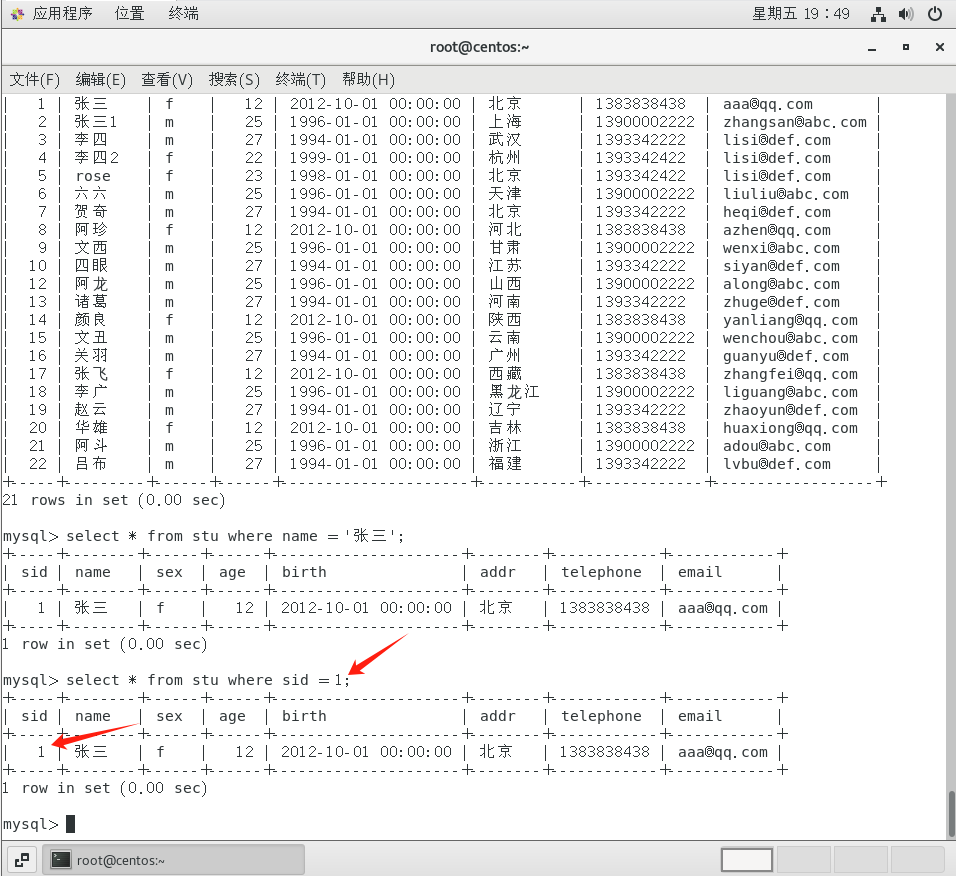 应用程序 位置 终端 星期五 19：49
root@centos:~
文件(F) 编辑(E) 查看(V) 搜索(S) 终端(T) 帮助(H)
| 1 | 张三 | f | 12 | 2012-10-01 00:00:00 | 北京 | 1383838438 | aaa@qq.com |
| 2 | 张三1 | m | 25 | 1996-01-01 00:00:00 | 上海 | 13900002222 | zhangsan@abc.com |
| 3 | 李四 | m | 27 | 1994-01-01 00:00:00 | 武汉 | 1393342222 | lisi@def.com |
| 4 | 李四2 | f | 22 | 1999-01-01 00:00:00 | 杭州 | 1393342422 | lisi@def.com |
| 5 | rose | f | 23 | 1998-01-01 00:00:00 | 北京 | 1393342422 | lisi@def.com |
| 6 | 六六 | m | 25 | 1996-01-01 00:00:00 | 天津 | 13900002222 | liuliu@abc.com |
| 7 | 贺奇 | m | 27 | 1994-01-01 00:00:00 | 北京 | 1393342222 | heqi@def.com |
| 8 | 阿珍 | f | 12 | 2012-10-01 00:00:00 | 河北 | 1383838438 | azhen@qq.com |
| 9 | 文西 | m | 25 | 1996-01-01 00:00:00 | 甘肃 | 13900002222 | wenxi@abc.com |
| 10 | 四眼 | m | 27 | 1994-01-01 00:00:00 | 江苏 | 1393342222 | siyan@def.com |
| 12 | 阿龙 | m | 25 | 1996-01-01 00:00:00 | 山西 | 13900002222 | along@abc.com |
| 13 | 诸葛 | m | 27 | 1994-01-01 00:00:00 | 河南 | 1393342222 | zhuge@def.com |
| 14 | 颜良 | f | 12 | 2012-10-01 00:00:00 | 陕西 | 1383838438 | yanliang@qq.com |
| 15 | 文丑 | m | 25 | 1996-01-01 00:00:00 | 云南 | 13900002222 | wenchou@abc.com |
| 16 | 关羽 | m | 27 | 1994-01-01 00:00:00 | 广州 | 1393342222 | guanyu@def.com |
| 17 | 张飞 | f | 12 | 2012-10-01 00:00:00 | 西藏 | 1383838438 | zhangfei@qq.com |
| 18 | 李广 | m | 25 | 1996-01-01 00:00:00 | 黑龙江 | 13900002222 | liguang@abc.com |
| 19 | 赵云 | m | 27 | 1994-01-01 00:00:00 | 辽宁 | 1393342222 | zhaoyun@def.com |
| 20 | 华雄 | f | 12 | 2012-10-01 00:00:00 | 吉林 | 1383838438 | huaxiong@qq.com |
| 21 | 阿斗 | m | 25 | 1996-01-01 00:00:00 | 浙江 | 13900002222 | adou@abc.com |
| 22 | 吕布 | m | 27 | 1994-01-01 00:00:00 | 福建 | 1393342222 | lvbu@def.com |
21 rows in set (0.00 sec)
mysql> select * from stu where name ='张三';
| sid | name | sex | age | birth | addr | telephone | email |
| 1 | 张三 | f | 12 | 2012-10-01 00:00:00 | 北京 | 1383838438 | aaa@qq.com |
1 row in set (0.00 sec)
mysql> select * from stu where sid =1;
| sid | name | sex | age | birth | addr | telephone | email |
| 1 | 张三 | f | 12 | 2012-10-01 00:00:00 | 北京 | 1383838438 | aaa@qq.com |
1 row in set (0.00 sec)
mysql>
root@centos:~